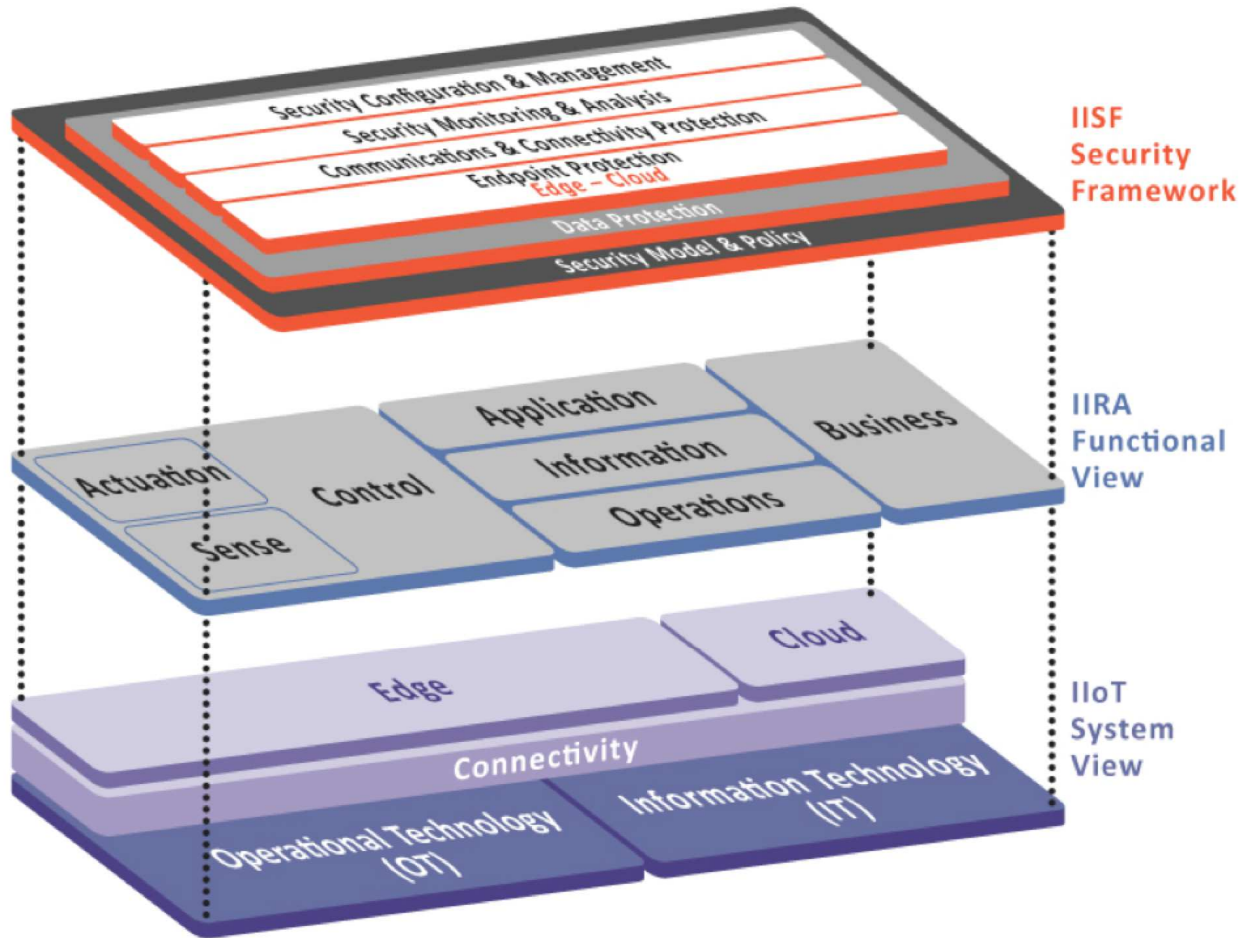 Security Configuration & Management
Security Monitoring & Analysis
Communications & Connectivity Protection
Endpoint Protection
Edge – Cloud
Data Protection
Security Model & Policy
IISF
Security
Framework
Actuation
Sense
Control
Application
Information
Operations
Business
IIRA
Functional
View
Edge
Cloud
Connectivity
Operational Technology
(OT)
Information Technology
(IT)
IIoT
System
View